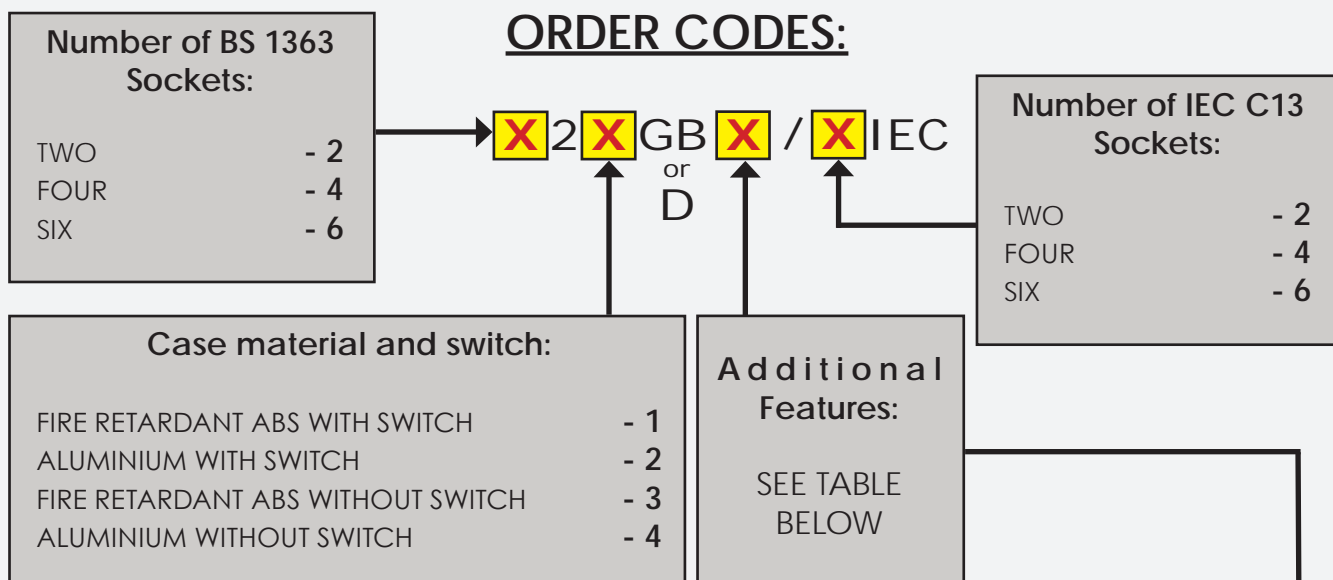 ORDER CODES:
Number of BS 1363
Sockets:
TWO - 2
FOUR - 4
SIX - 6
X2XGB X / XIEC
or
D
Number of IEC C13
Sockets:
TWO - 2
FOUR - 4
SIX - 6
Case material and switch:
FIRE RETARDANT ABS WITH SWITCH - 1
ALUMINIUM WITH SWITCH - 2
FIRE RETARDANT ABS WITHOUT SWITCH - 3
ALUMINIUM WITHOUT SWITCH - 4
Additional
Features:
SEE TABLE
BELOW